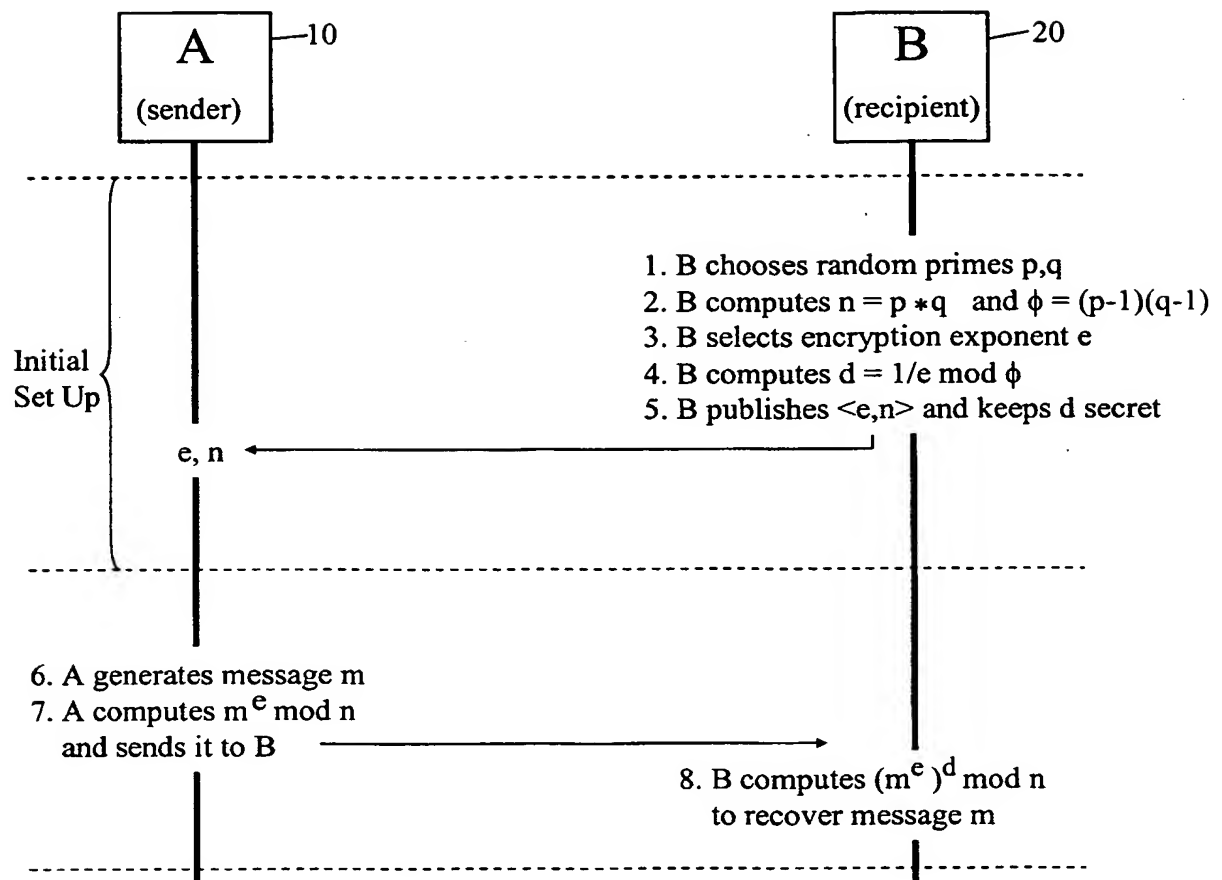 A
(sender)
10
B
(recipient)
20
Initial
Set Up
1. B chooses random primes p,q
2. B computes n = p *q and ϕ = (p-1)(q-1)
3. B selects encryption exponent e
4. B computes d = 1/e mod ϕ
5. B publishes <e,n> and keeps d secret
e, n
6. A generates message m
7. A computes m^e mod n
and sends it to B
8. B computes (m^e)^d mod n
to recover message m